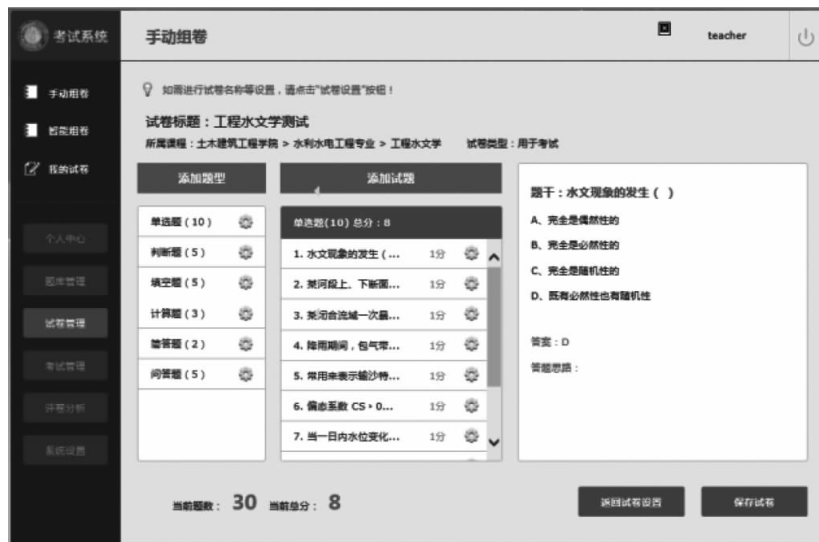 考试系统
手动组卷
teacher
手动组卷
智能组卷
我的试卷
个人中心
题库管理
试卷管理
考试管理
评卷分析
系统设置
如需进行试卷名称等设置，请点击"试卷设置"按钮！
试卷标题：工程水文学测试
所属课程：土木建筑工程学院 > 水利水电工程专业 > 工程水文学 试卷类型：用于考试
添加题型
单选题(10)
判断题(5)
填空题(5)
计算题(3)
简答题(2)
问答题(5)
添加试题
单选题(10) 总分：8
1. 水文现象的发生 (... 1分
2. 某河段上、下断面... 1分
3. 某闭合流域一次暴... 1分
4. 降雨期间，包气带... 1分
5. 常用来表示输沙特... 1分
6. 偏态系数 CS﹥0... 1分
7. 当一日内水位变化... 1分
题干：水文现象的发生 ( )
A、完全是偶然性的
B、完全是必然性的
C、完全是随机性的
D、既有必然性也有随机性
答案：D
答题思路：
当前题数： 30 当前总分： 8
返回试卷设置
保存试卷